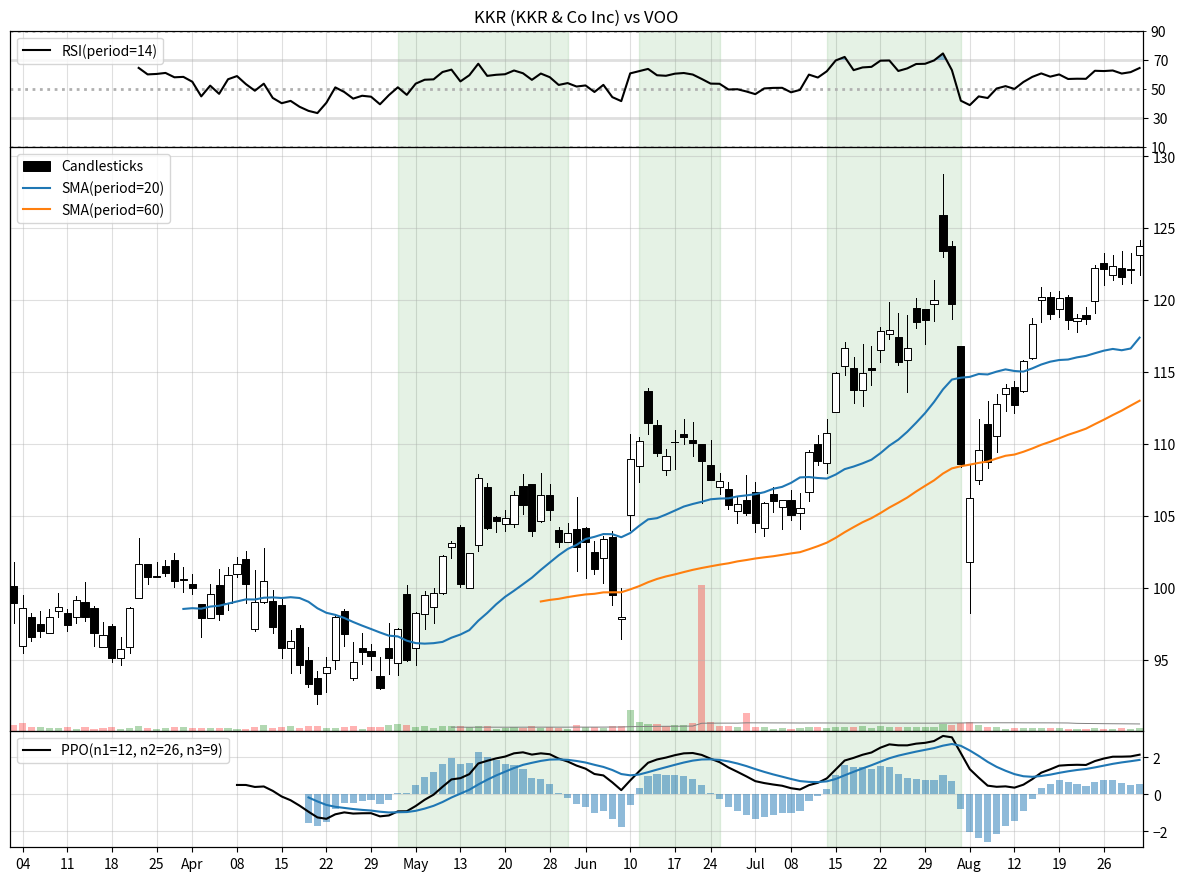 KKR (KKR & Co Inc) vs VOO
RSI(period=14)
90
70
50
30
10
Candlesticks
SMA(period=20)
SMA(period=60)
130
125
120
115
110
105
100
95
PPO(n1=12, n2=26, n3=9)
2
0
−2
04 11 18 25 Apr 08 15 22 29 May 13 20 28 Jun 10 17 24 Jul 08 15 22 29 Aug 12 19 26